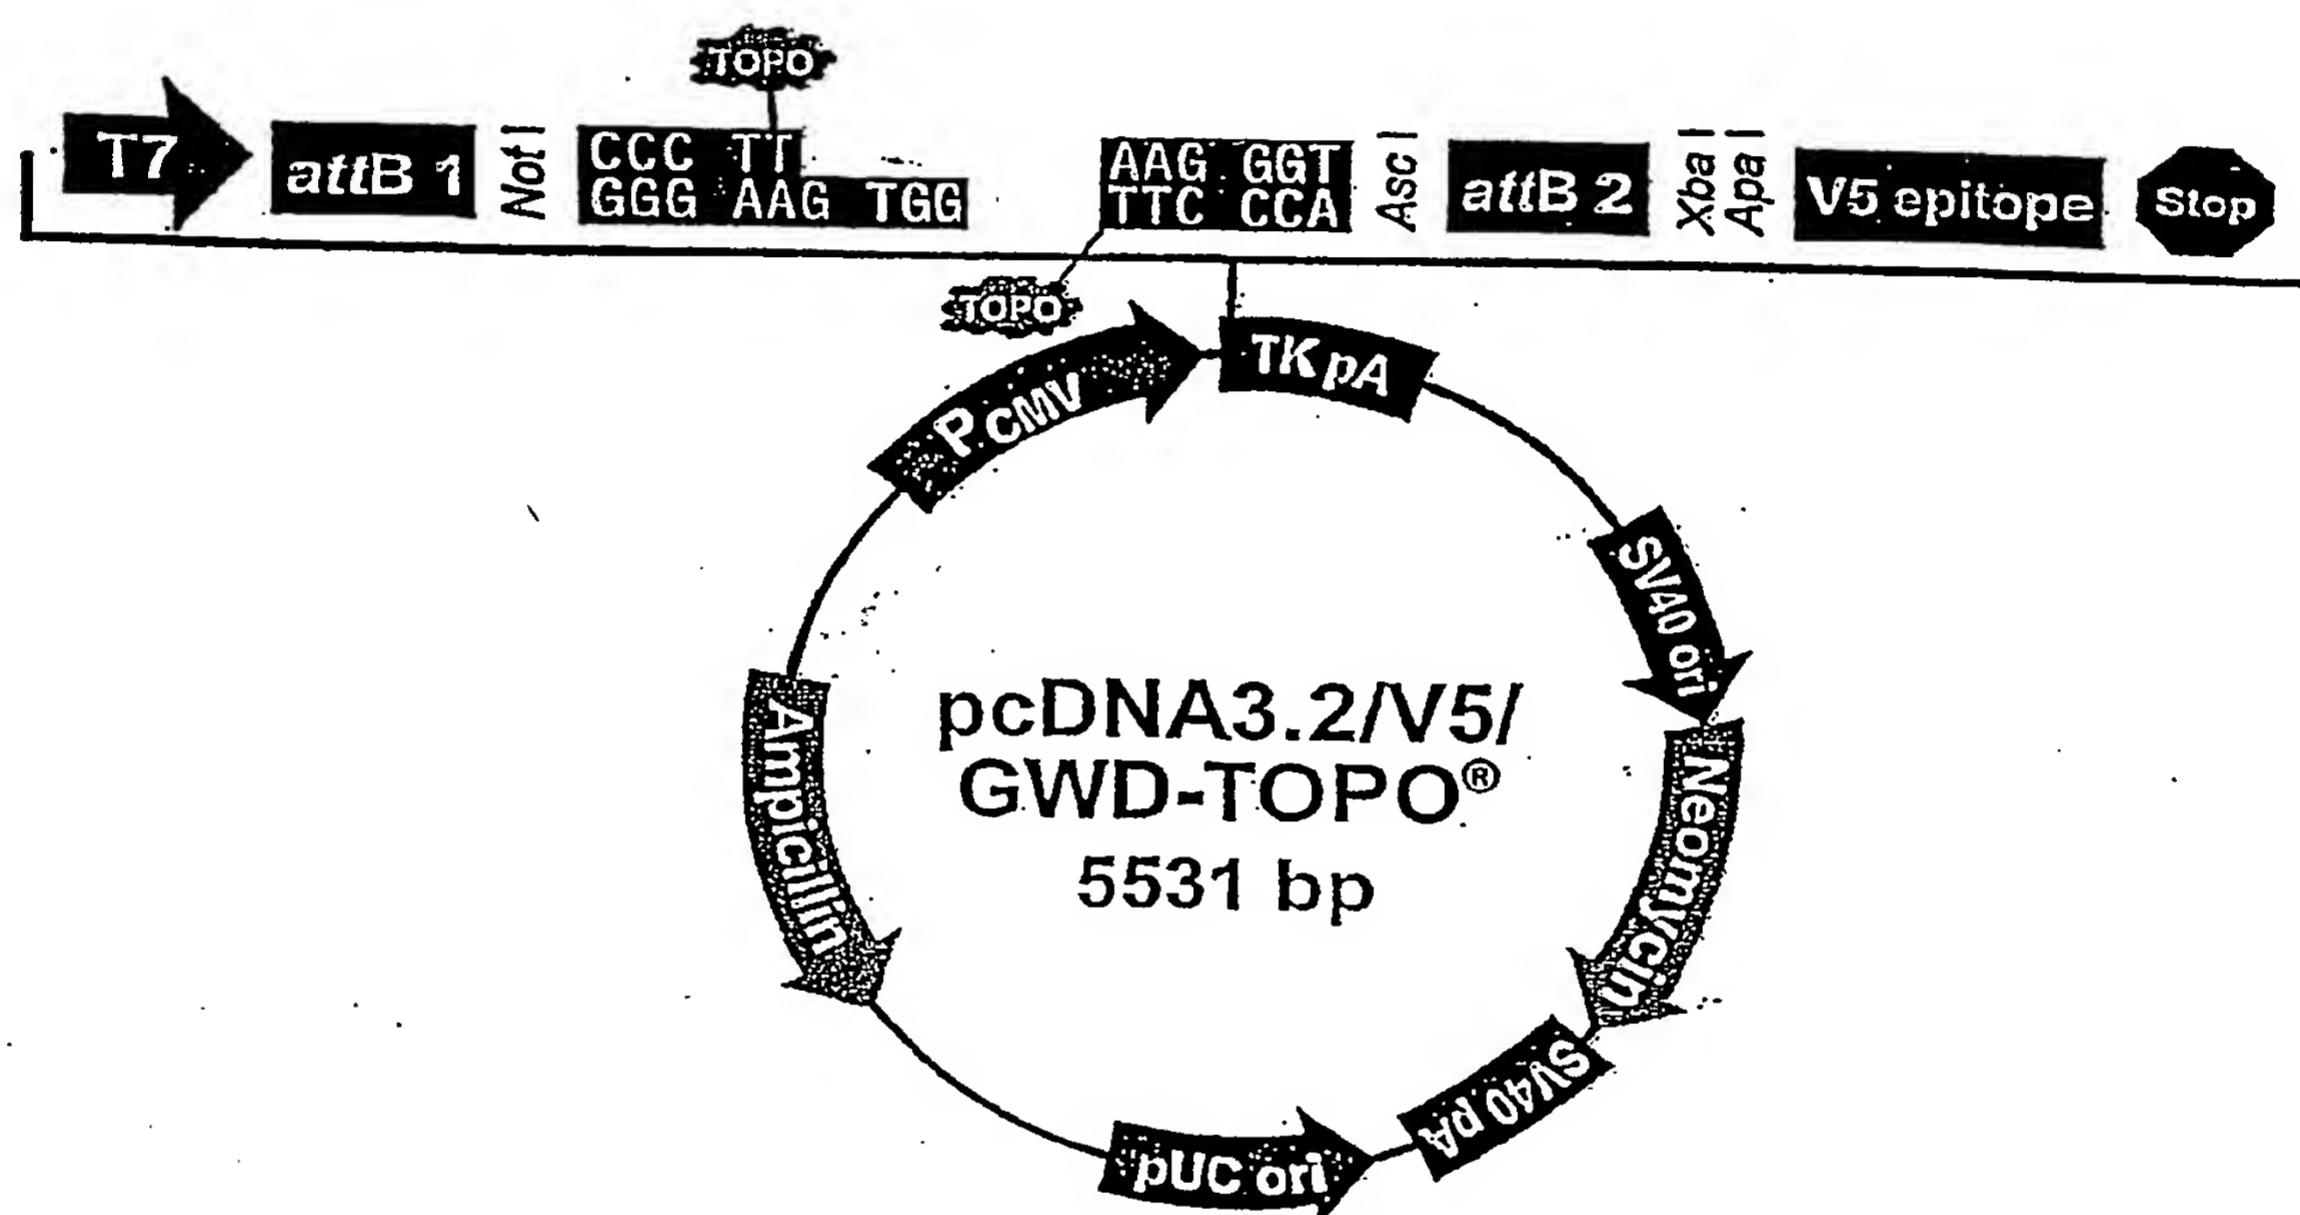 TOPO
T7
attB 1
Not I
CCC TT
GGG AAG TGG
AAG GGT
TTC CCA
Asc I
attB 2
Xba I
Apa I
V5 epitope
Stop
TOPO
P CMV
TK pA
SV40 ori
Neomycin
SV40 pA
pUC ori
Ampicillin
pcDNA3.2/V5/
GWD-TOPO®
5531 bp